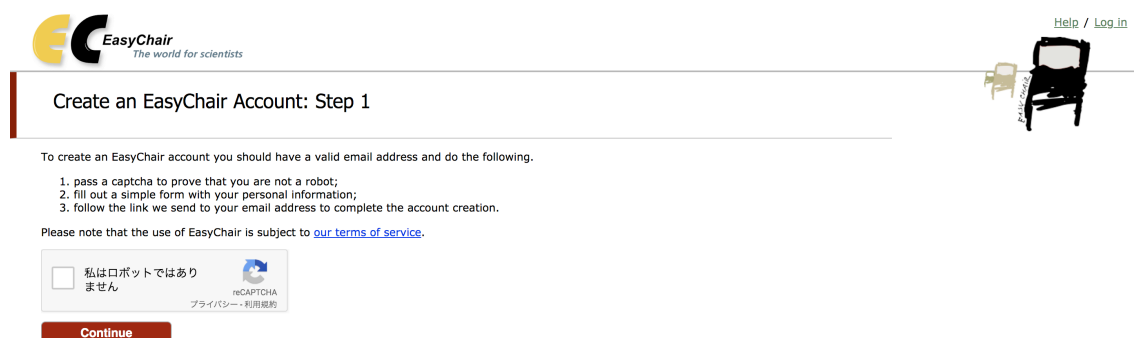 Help / Log in
EasyChair
The world for scientists
EASY CHAIR
Create an EasyChair Account: Step 1
To create an EasyChair account you should have a valid email address and do the following.
1. pass a captcha to prove that you are not a robot;
2. fill out a simple form with your personal information;
3. follow the link we send to your email address to complete the account creation.
Please note that the use of EasyChair is subject to our terms of service.
私はロボットではあり
ません
reCAPTCHA
プライバシー - 利用規約
Continue